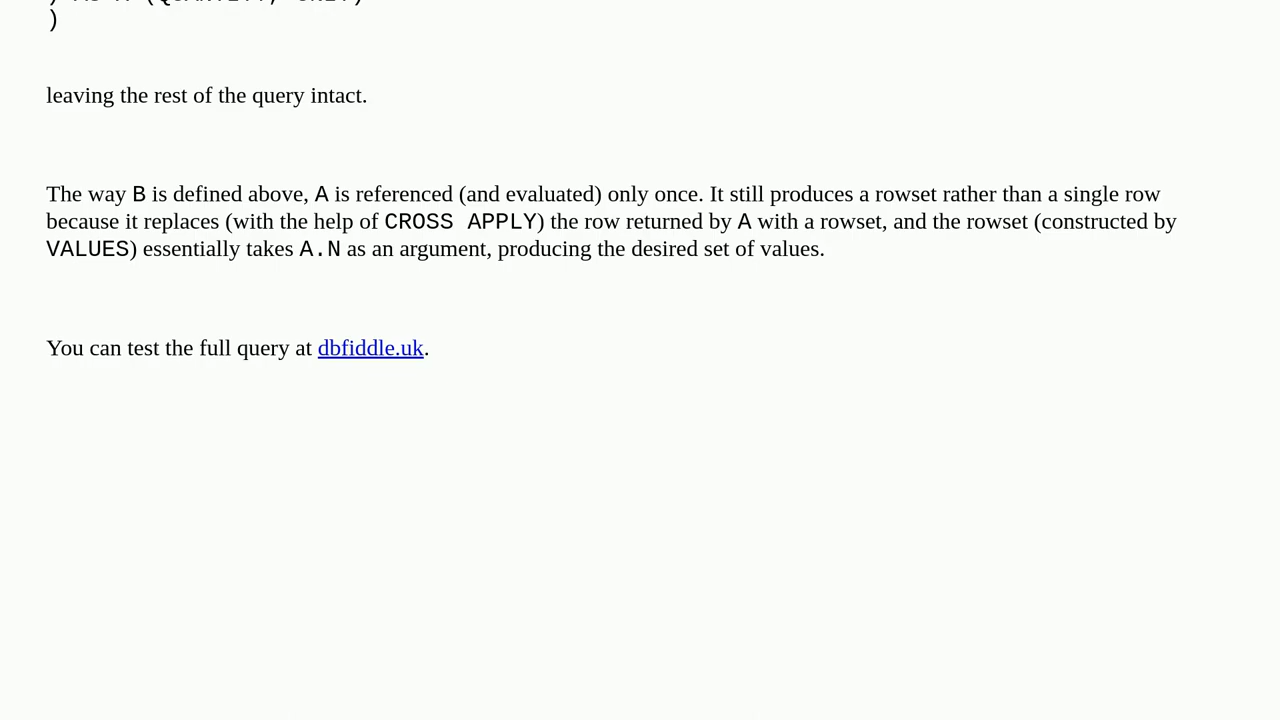 )
leaving the rest of the query intact.
The way B is defined above, A is referenced (and evaluated) only once. It still produces a rowset rather than a single row
because it replaces (with the help of CROSS APPLY) the row returned by A with a rowset, and the rowset (constructed by
VALUES) essentially takes A.N as an argument, producing the desired set of values.
You can test the full query at dbfiddle.uk.